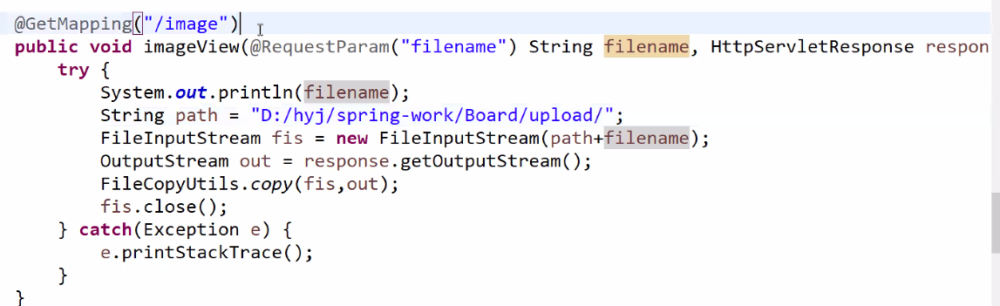 @GetMapping("/image")
public void imageView(@RequestParam("filename") String filename, HttpServletResponse respon
try {
System.out.println(filename);
String path = "D:/hyj/spring-work/Board/upload/";
FileInputStream fis = new FileInputStream(path+filename);
OutputStream out = response.getOutputStream();
FileCopyUtils.copy(fis,out);
fis.close();
} catch(Exception e) {
e.printStackTrace();
}
}